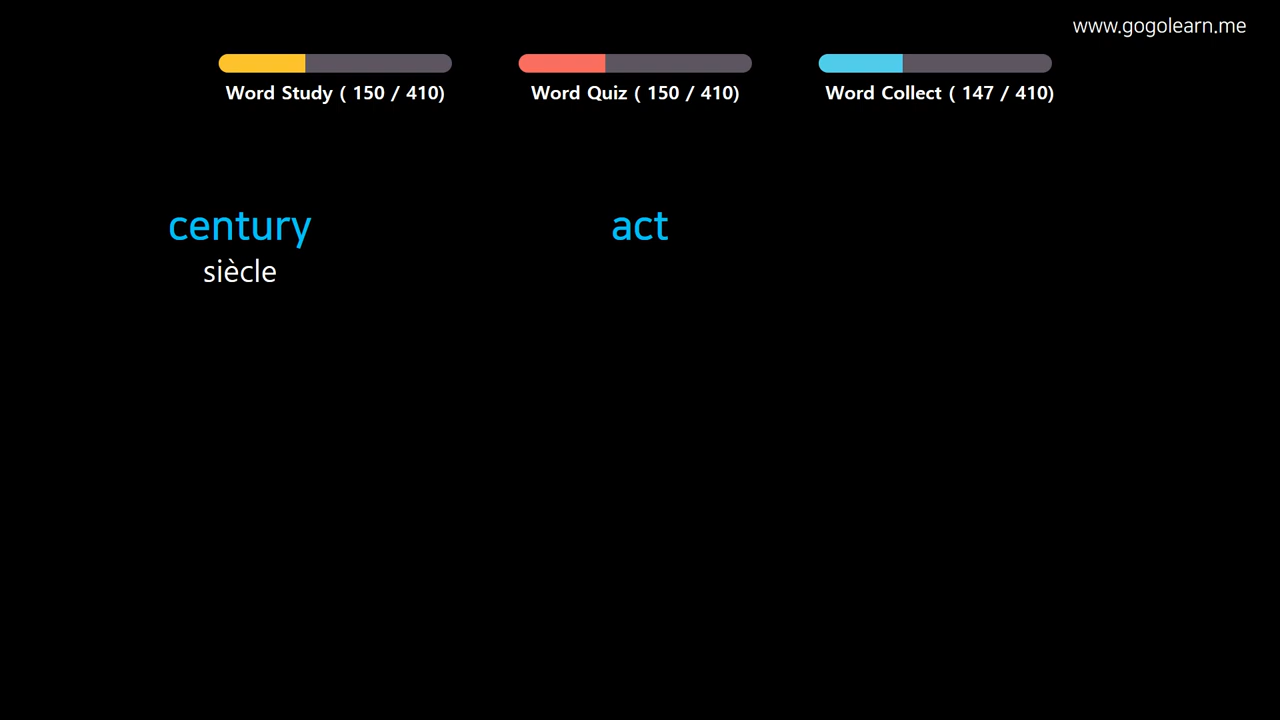 www.gogolearn.me
Word Study ( 150 / 410)
Word Quiz ( 150 / 410)
Word Collect ( 147 / 410)
century
siècle
act